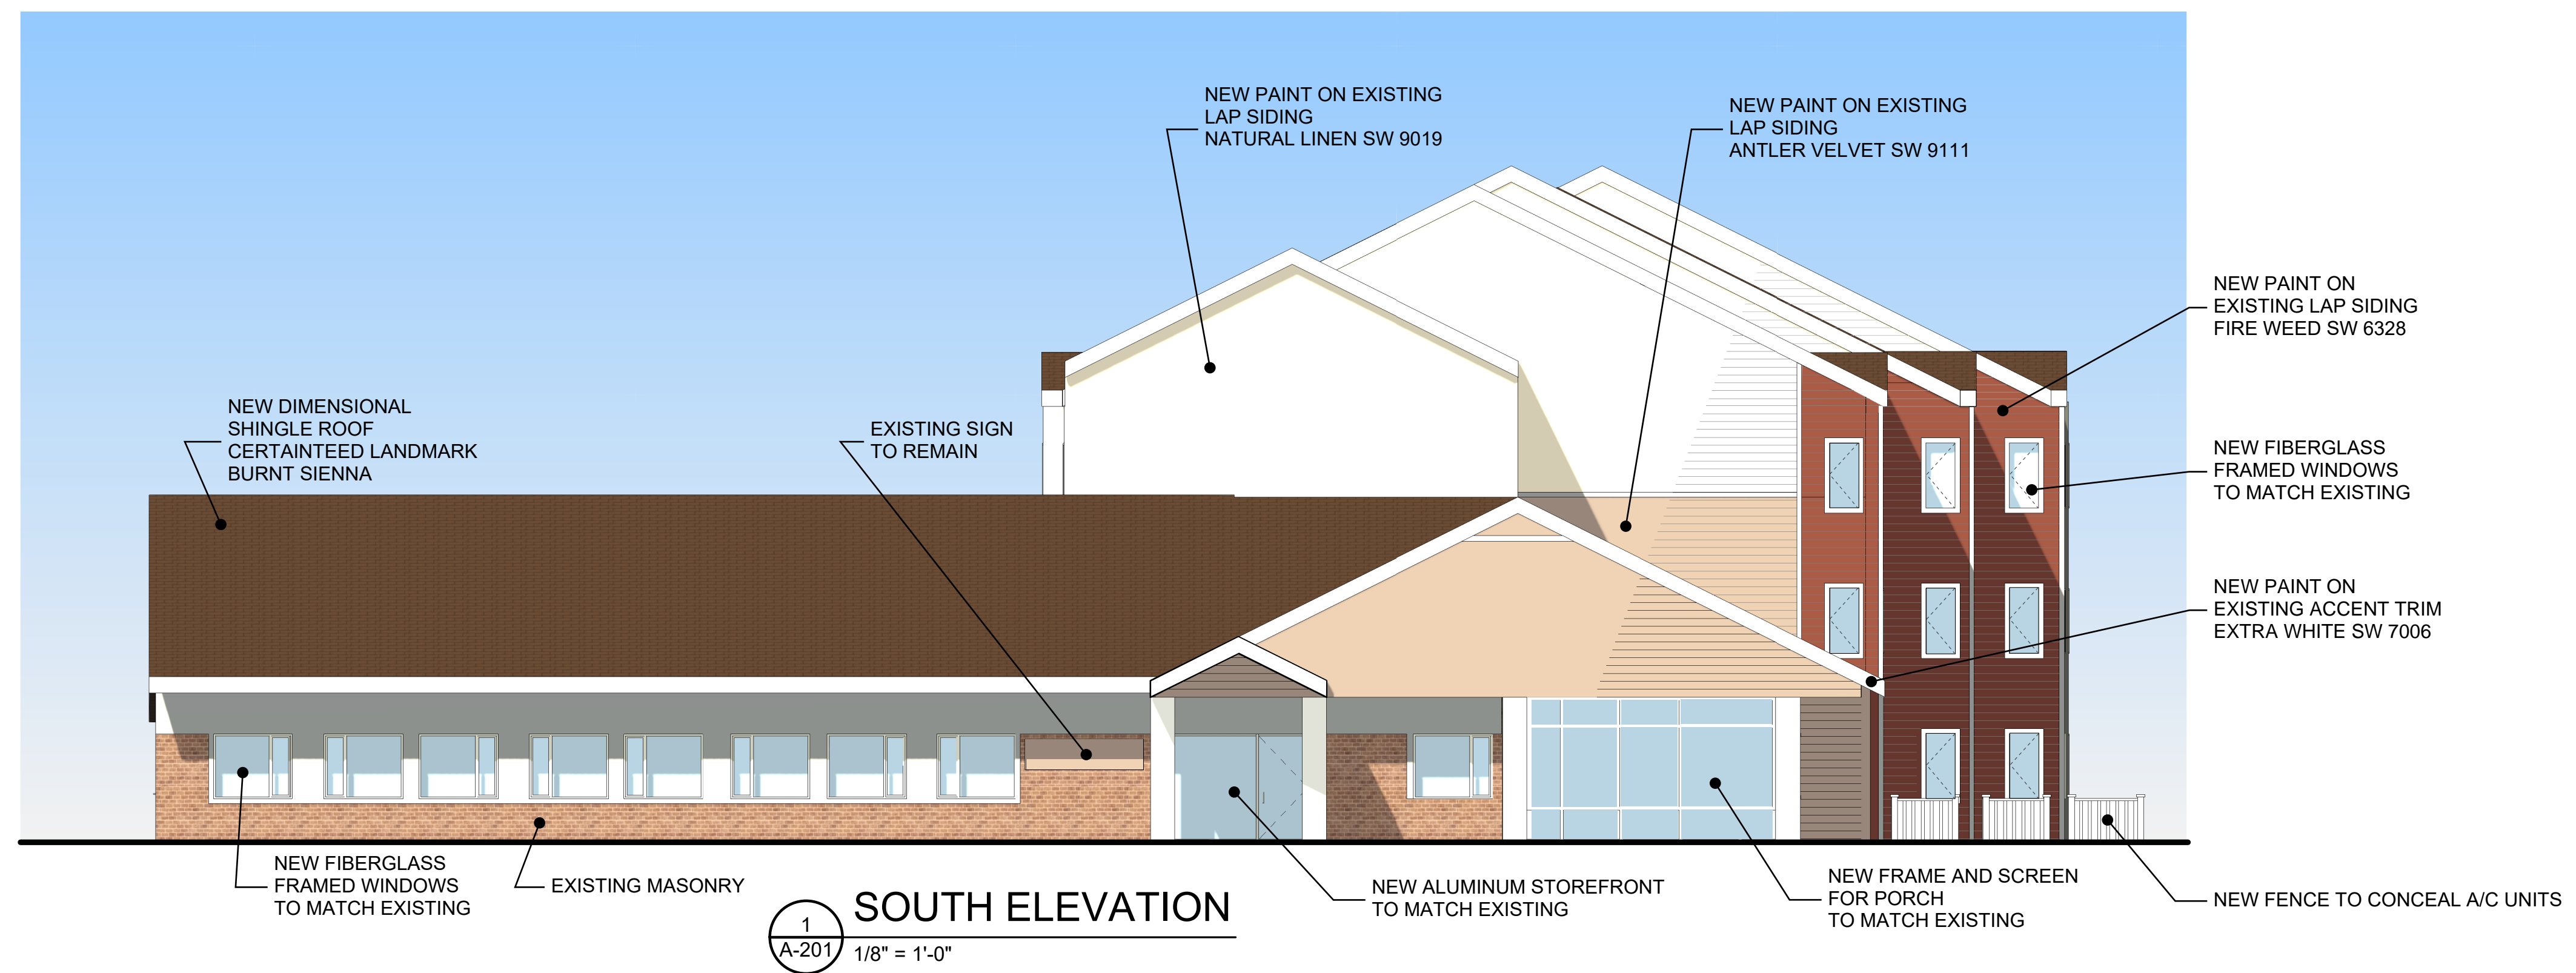 NEW PAINT ON EXISTING
LAP SIDING
NATURAL LINEN SW 9019
NEW PAINT ON EXISTING
LAP SIDING
ANTLER VELVET SW 9111
NEW PAINT ON
EXISTING LAP SIDING
FIRE WEED SW 6328
NEW DIMENSIONAL
SHINGLE ROOF
CERTAINTEED LANDMARK
BURNT SIENNA
EXISTING SIGN
TO REMAIN
NEW FIBERGLASS
FRAMED WINDOWS
TO MATCH EXISTING
NEW PAINT ON
EXISTING ACCENT TRIM
EXTRA WHITE SW 7006
NEW FIBERGLASS
FRAMED WINDOWS
TO MATCH EXISTING
EXISTING MASONRY
NEW ALUMINUM STOREFRONT
TO MATCH EXISTING
NEW FRAME AND SCREEN
FOR PORCH
TO MATCH EXISTING
NEW FENCE TO CONCEAL A/C UNITS
1
A-201
SOUTH ELEVATION
1/8" = 1'-0"